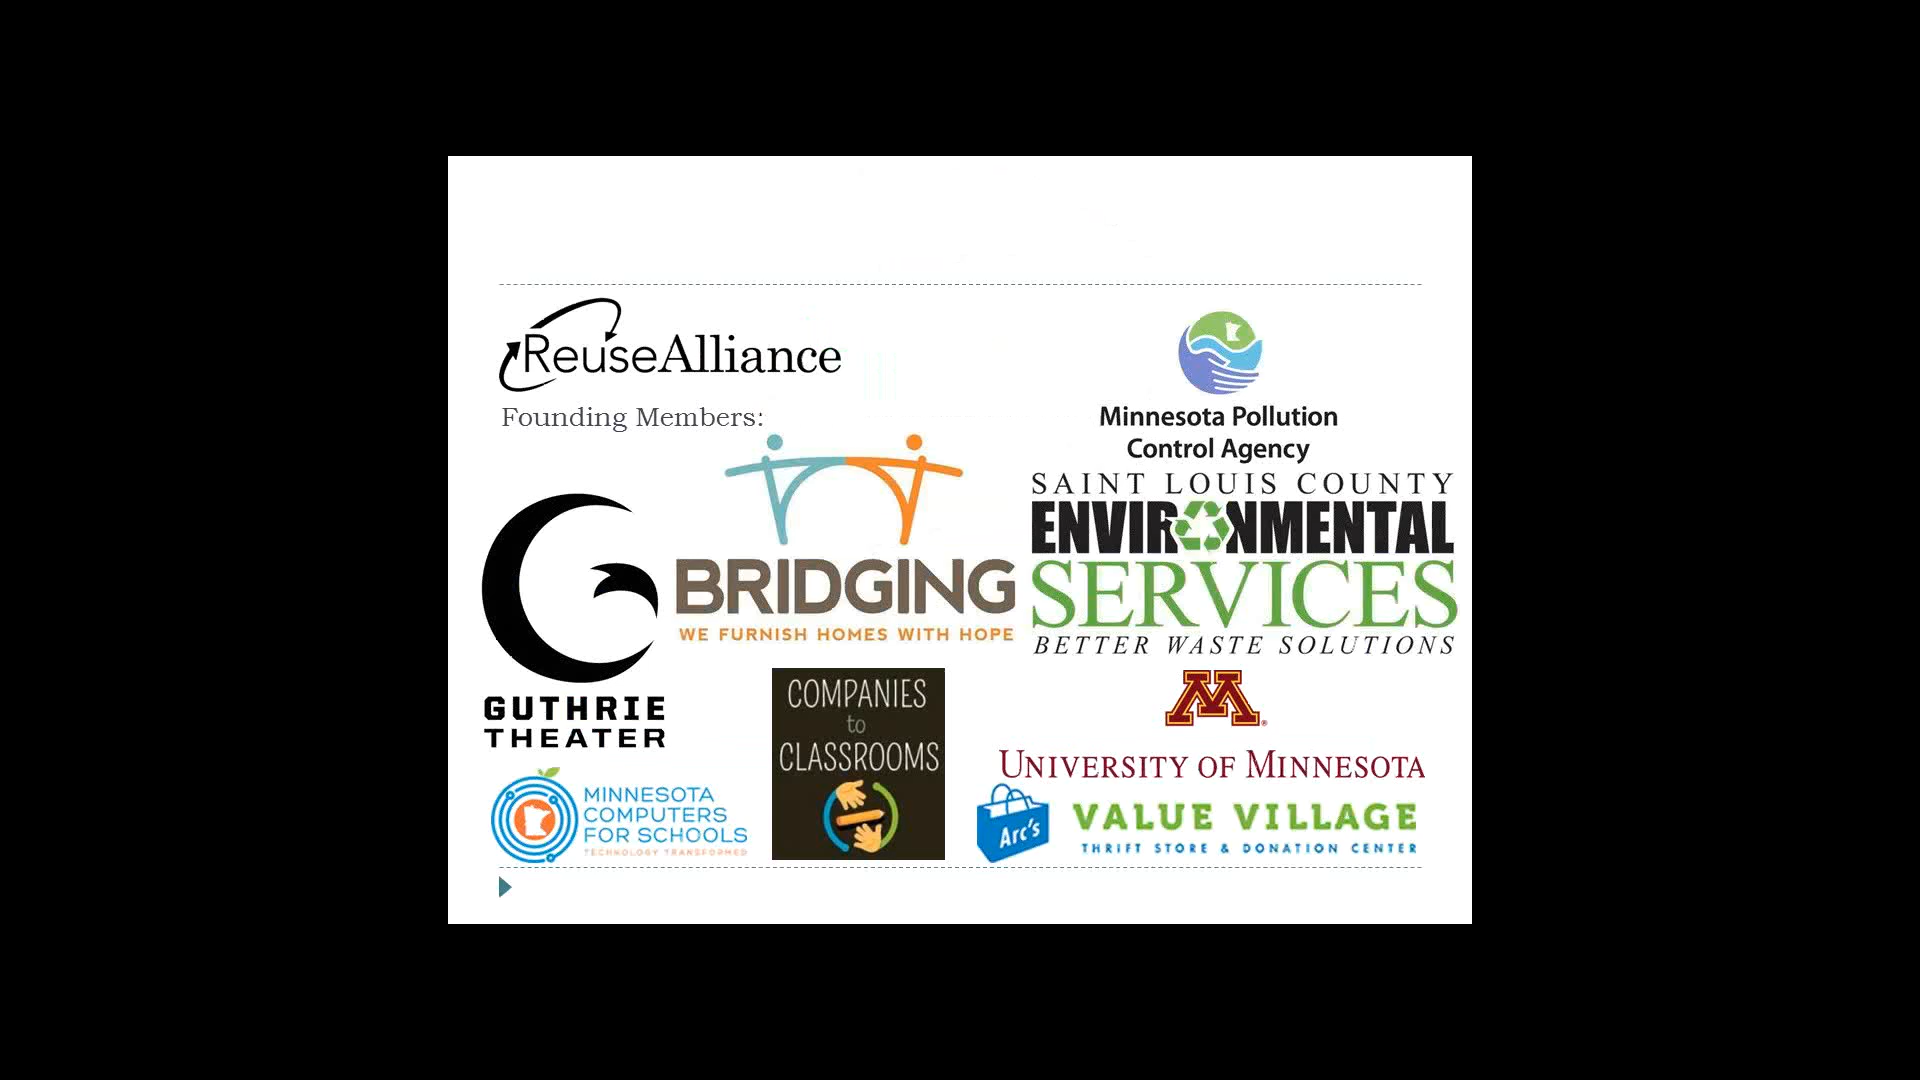 ReuseAlliance
Founding Members:
Minnesota Pollution
Control Agency
BRIDGING
WE FURNISH HOMES WITH HOPE
SAINT LOUIS COUNTY
ENVIRONMENTAL
SERVICES
BETTER WASTE SOLUTIONS
GUTHRIE
THEATER
COMPANIES
to
CLASSROOMS
M
UNIVERSITY OF MINNESOTA
MINNESOTA
COMPUTERS
FOR SCHOOLS
TECHNOLOGY TRANSFORMED
Arc's
VALUE VILLAGE
THRIFT STORE & DONATION CENTER